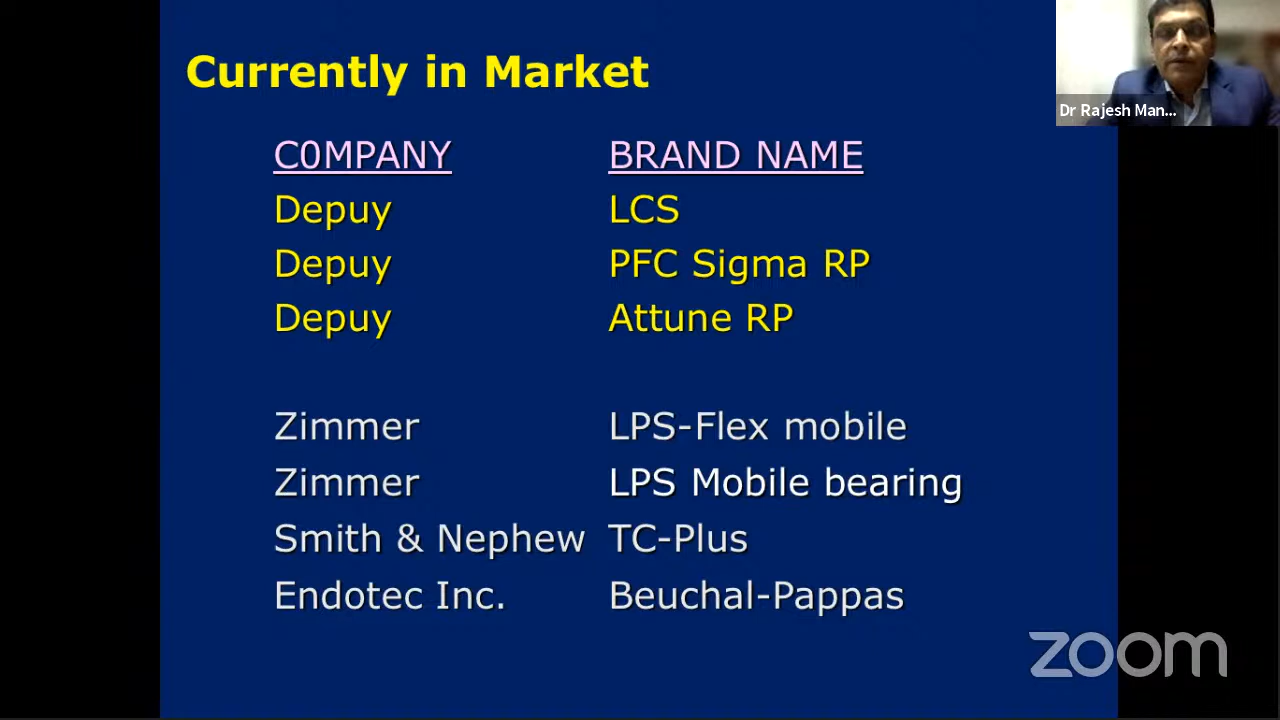 Currently in Market
Dr Rajesh Man...
C0MPANY BRAND NAME
Depuy LCS
Depuy PFC Sigma RP
Depuy Attune RP
Zimmer LPS-Flex mobile
Zimmer LPS Mobile bearing
Smith & Nephew TC-Plus
Endotec Inc. Beuchal-Pappas
zoom